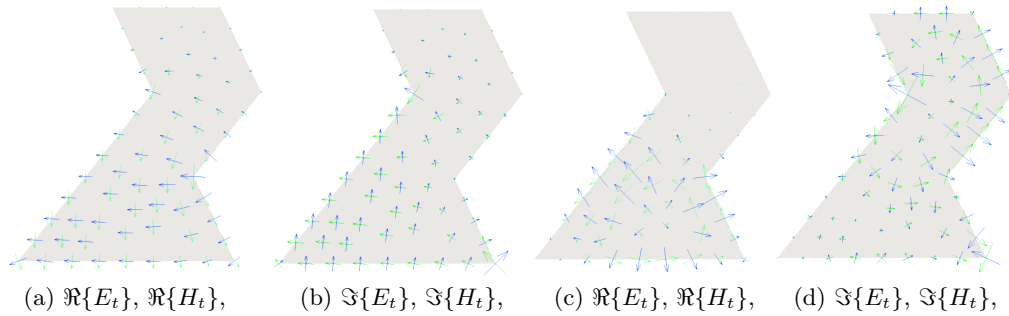 (a) ℜ{E_t}, ℜ{H_t}, (b) ℑ{E_t}, ℑ{H_t}, (c) ℜ{E_t}, ℜ{H_t}, (d) ℑ{E_t}, ℑ{H_t},